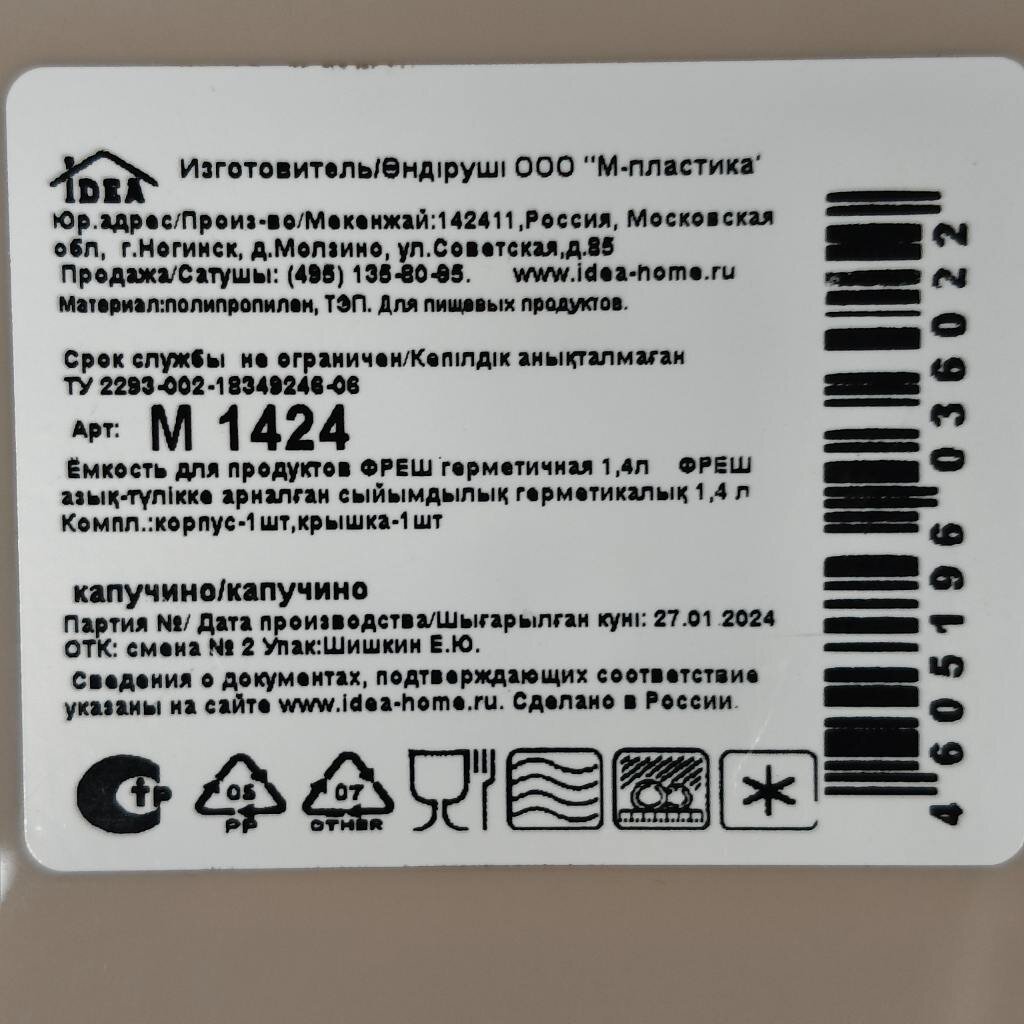 IDEA
Изготовитель/Өндіруші ООО "М-пластика'
Юр.адрес/Произ-во/Мекенжай:142411,Россия, Московская
обл, г.Ногинск, д.Молзино, ул.Советская,д.85
Продажа/Сатушы: (495) 135-80-95. www.idea-home.ru
Материал:полипропилен, ТЭП. Для пищевых продуктов.
Срок службы не ограничен/Кепілдік анықталмаған
ТУ 2293-002-18349246-06
Арт: М 1424
Ёмкость для продуктов ФРЕШ герметичная 1,4л ФРЕШ
азық-түлікке арналған сыйымдылық герметикалық 1,4 л
Компл.:корпус-1шт,крышка-1шт
капучино/капучино
Партия №/ Дата производства/Шығарылған куні: 27.01.2024
ОТК: смена № 2 Упак:Шишкин Е.Ю.
Сведения о документах, подтверждающих соответствие
указаны на сайте www.idea-home.ru. Сделано в России.
05
PP
07
OTHER
4 605196 036022